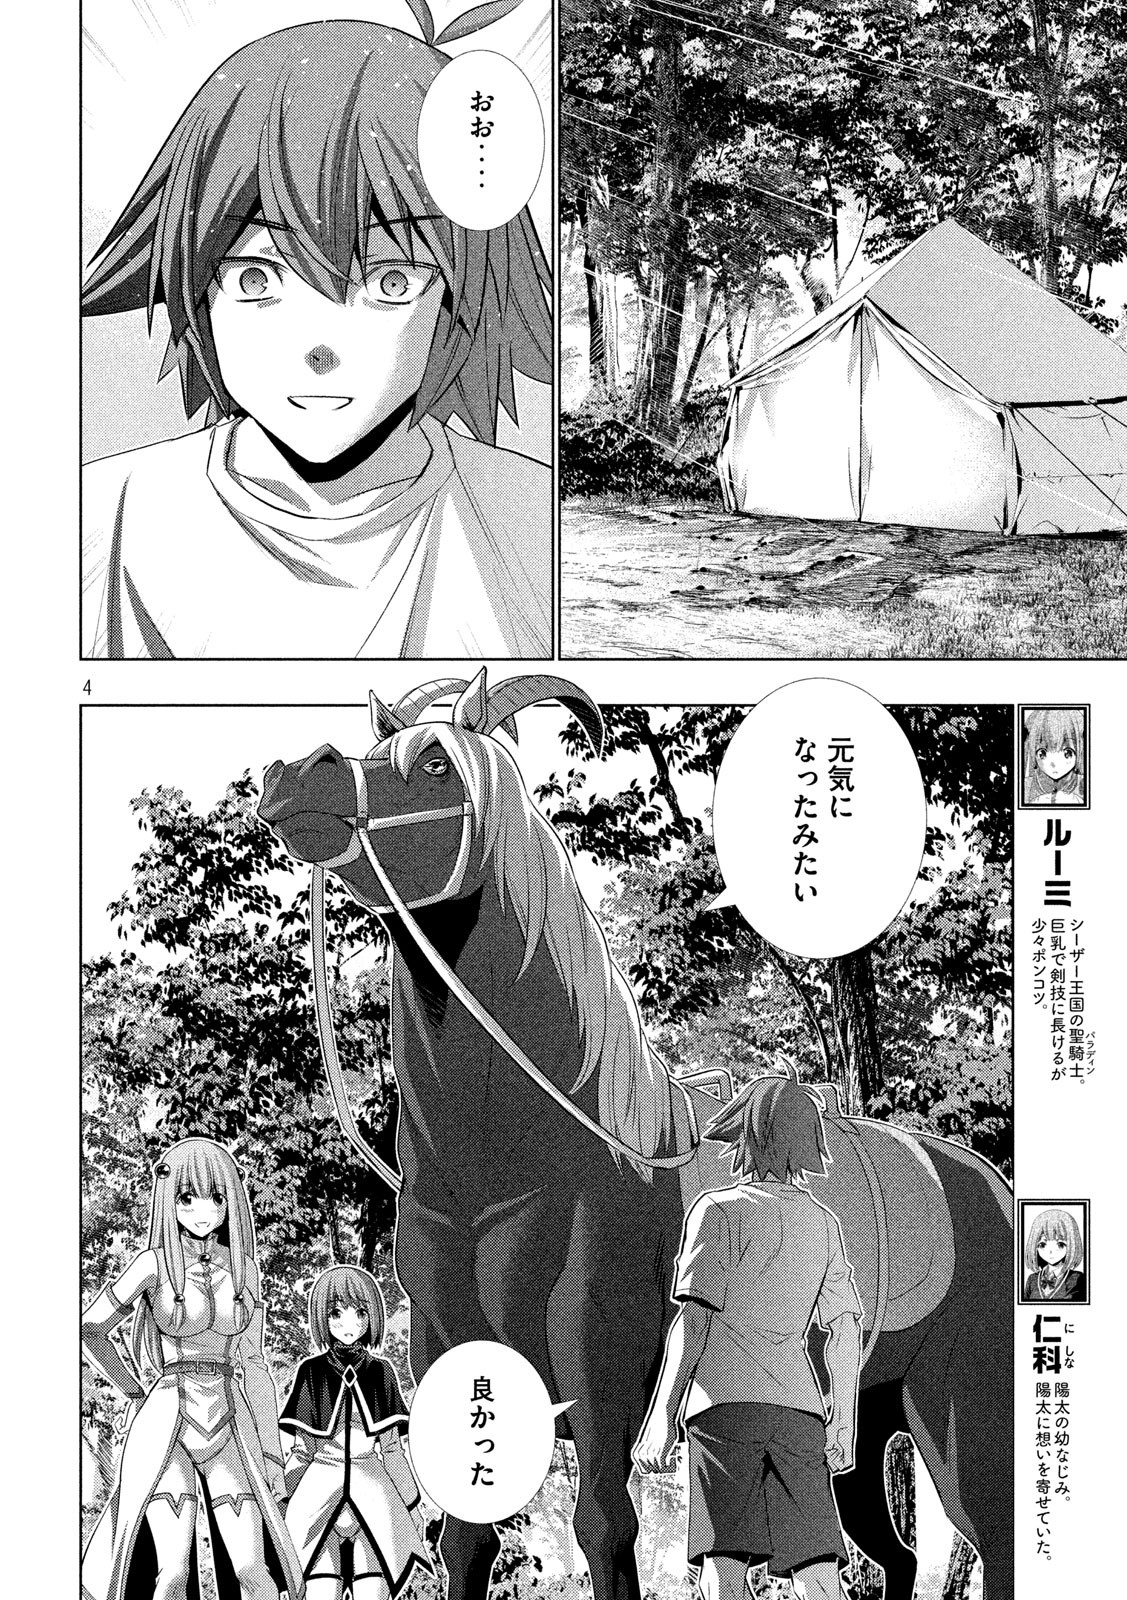 おお‥‥
4
元気に
なったみたい
良かった
ルーミ
シーザー王国の聖騎士。
パラディン
巨乳で剣技に長けるが
少々ポンコツ。
仁科
にしな
陽太の幼なじみ。
陽太に想いを寄せていた。